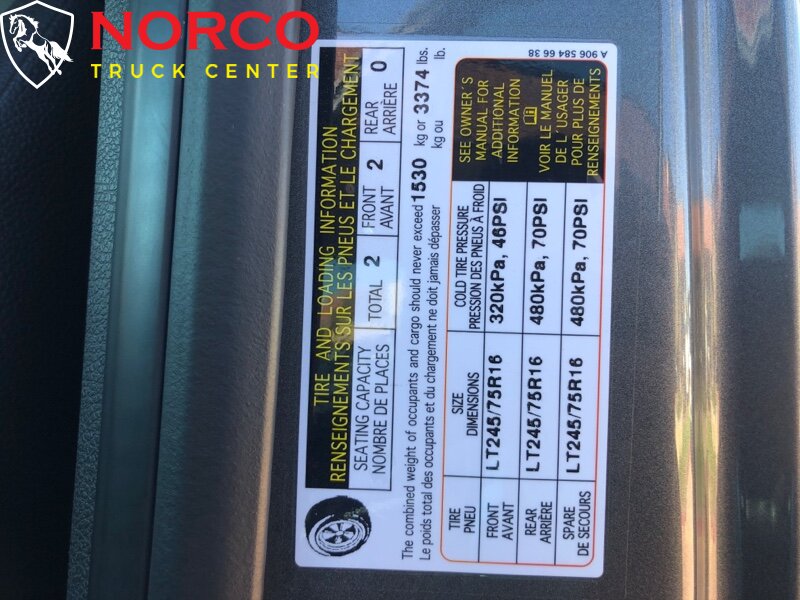 NORCO
TRUCK CENTER
A 906 584 66 38
TIRE AND LOADING INFORMATION
RENSEIGNEMENTS SUR LES PNEUS ET LE CHARGEMENT
SEATING CAPACITY
NOMBRE DE PLACES
TOTAL 2
FRONT
AVANT 2
REAR
ARRIÈRE 0
The combined weight of occupants and cargo should never exceed 1530 kg or 3374 lbs.
Le poids total des occupants et du chargement ne doit jamais dépasser kg ou lb.
TIRE
PNEU
SIZE
DIMENSIONS
COLD TIRE PRESSURE
PRESSION DES PNEUS À FROID
FRONT
AVANT
LT245/75R16
320kPa, 46PSI
REAR
ARRIÈRE
LT245/75R16
480kPa, 70PSI
SPARE
DE SECOURS
LT245/75R16
480kPa, 70PSI
SEE OWNER'S
MANUAL FOR
ADDITIONAL
INFORMATION
VOIR LE MANUEL
DE L'USAGER
POUR PLUS DE
RENSEIGNEMENTS